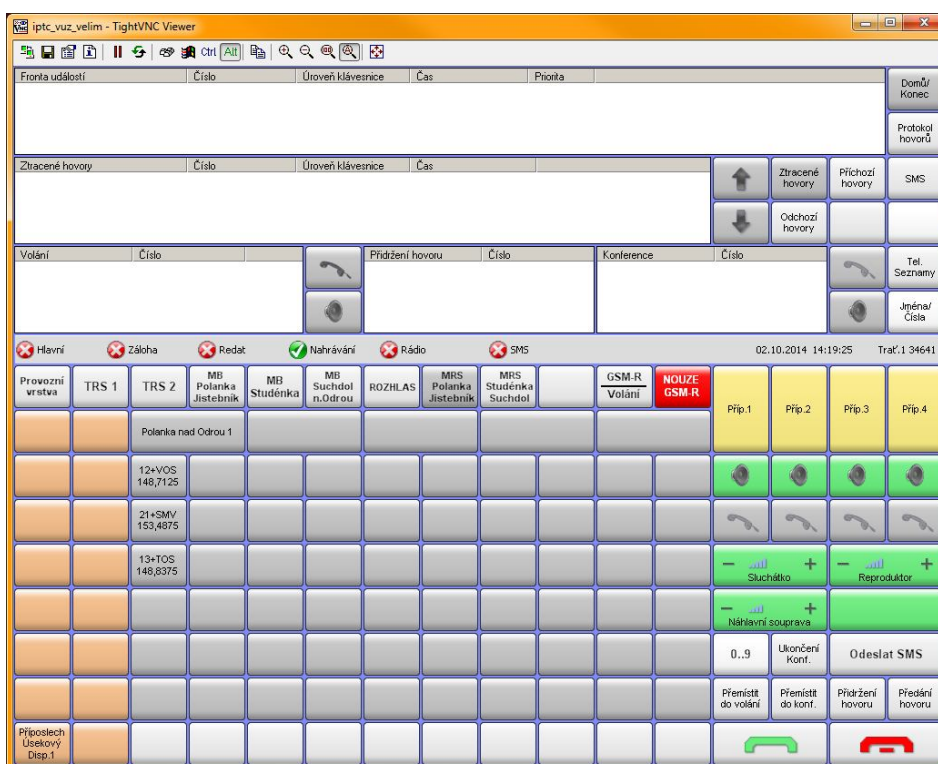 iptc_vuz_velim - TightVNC Viewer
Ctrl Alt
Fronta událostí Číslo Úroveň klávesnice Čas Priorita
Domů/
Konec
Protokol
hovorů
Ztracené hovory Číslo Úroveň klávesnice Čas
Ztracené
hovory
Příchozí
hovory
SMS
Odchozí
hovory
Volání Číslo Přidržení hovoru Číslo Konference Číslo
Tel.
Seznamy
Jména/
Čísla
Hlavní Záloha Redat Nahrávání Rádio SMS 02.10.2014 14:19:25 Trať.1 34641
Provozní
vrstva
TRS 1
TRS 2
MB
Polanka
Jistebník
MB
Studénka
MB
Suchdol
n.Odrou
ROZHLAS
MRS
Polanka
Jistebník
MRS
Studénka
Suchdol
GSM-R
Volání
NOUZE
GSM-R
Příp.1 Příp.2 Příp.3 Příp.4
Polanka nad Odrou 1
12+VOS
148,7125
21+SMV
153,4875
13+TOS
148,8375
− +
Sluchátko
− +
Reproduktor
− +
Náhlavní souprava
0..9
Ukončení
Konf.
Odeslat SMS
Přemístit
do volání
Přemístit
do konf.
Přidržení
hovoru
Předání
hovoru
Příposlech
Úsekový
Disp.1